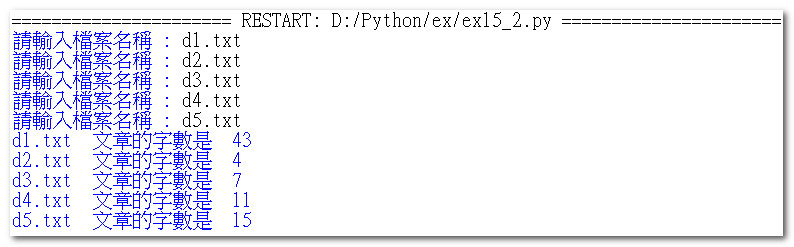 ====================== RESTART: D:/Python/ex/ex15_2.py ======================
請輸入檔案名稱 : d1.txt
請輸入檔案名稱 : d2.txt
請輸入檔案名稱 : d3.txt
請輸入檔案名稱 : d4.txt
請輸入檔案名稱 : d5.txt
d1.txt  文章的字數是  43
d2.txt  文章的字數是  4
d3.txt  文章的字數是  7
d4.txt  文章的字數是  11
d5.txt  文章的字數是  15